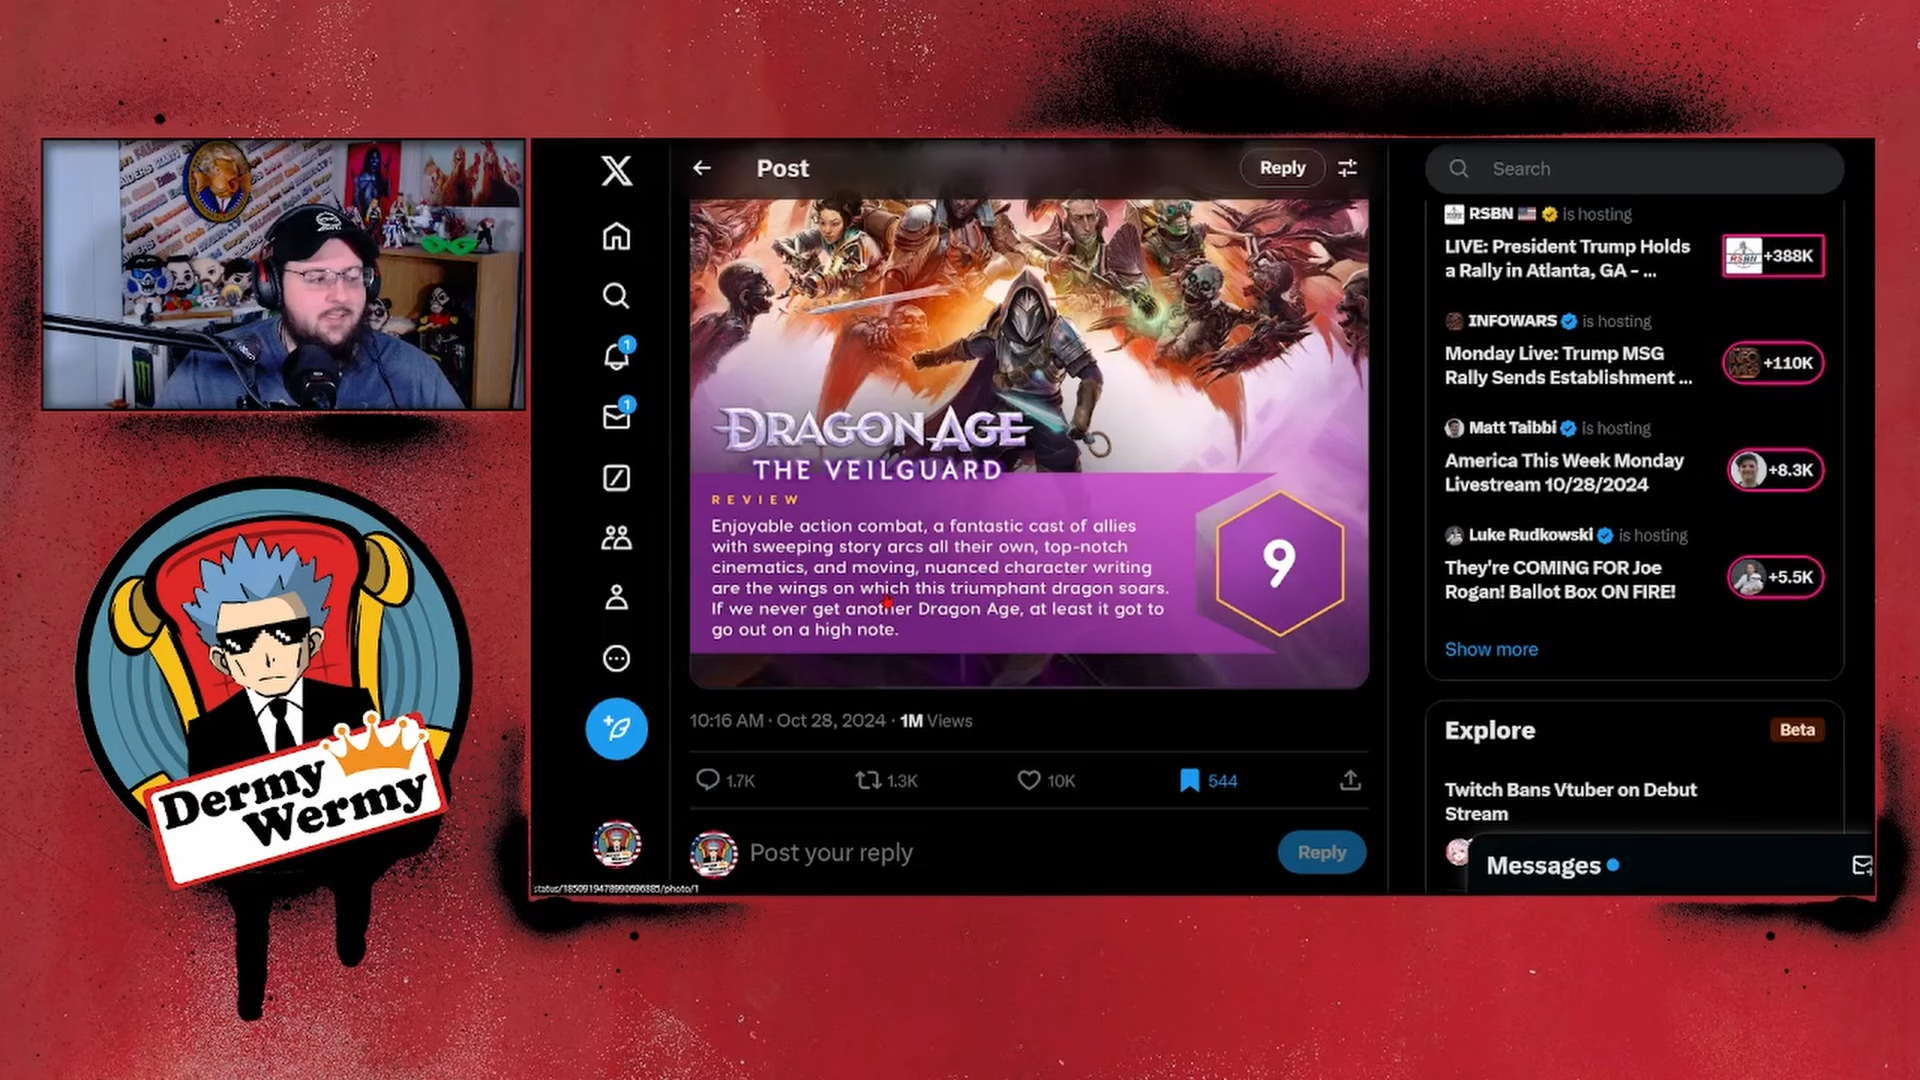 Post
Reply
Search
DRAGON AGE
THE VEILGUARD
REVIEW
Enjoyable action combat, a fantastic cast of allies
with sweeping story arcs all their own, top-notch
cinematics, and moving, nuanced character writing
are the wings on which this triumphant dragon soars.
If we never get another Dragon Age, at least it got to
go out on a high note.
9
10:16 AM · Oct 28, 2024 · 1M Views
1.7K
1.3K
10K
544
Post your reply
Reply
1
1
RSBN is hosting
LIVE: President Trump Holds
a Rally in Atlanta, GA - ...
RSBN
+388K
INFOWARS is hosting
Monday Live: Trump MSG
Rally Sends Establishment ...
+110K
Matt Taibbi is hosting
America This Week Monday
Livestream 10/28/2024
+8.3K
Luke Rudkowski is hosting
They're COMING FOR Joe
Rogan! Ballot Box ON FIRE!
+5.5K
Show more
Explore
Beta
Twitch Bans Vtuber on Debut
Stream
Messages
Dermy
Wermy